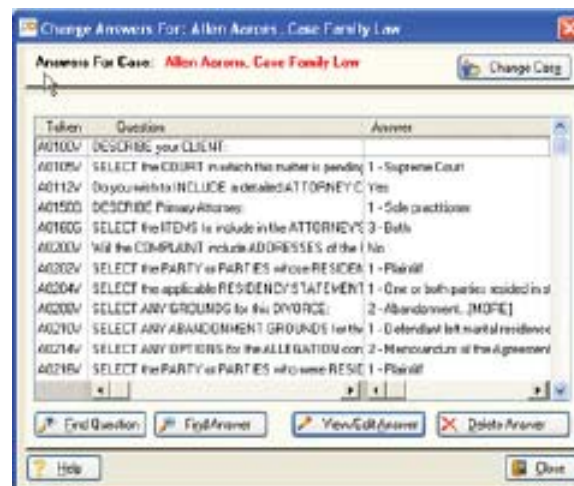 Change Answers For: Allen Aarons, Case Family Law
Answers For Case: Allen Aarons, Case Family Law
Change Case
Token Question Answer
A0100V DESCRIBE your CLIENT:
A0105V SELECT the COURT in which this matter is pending 1 - Supreme Court
A0112V Do you wish to INCLUDE a detailed ATTORNEY C Yes
A0150G DESCRIBE Primary Attorney: 1 - Sole practitioner
A0160G SELECT the ITEMS to include in the ATTORNEY'S 3 - Both
A0200V Will the COMPLAINT include ADDRESSES of the No
A0202V SELECT the PARTY or PARTIES whose RESIDEN 1 - Plaintiff
A0204V SELECT the applicable RESIDENCY STATEMENT 1 - One or both parties resided in
SELECT ANY GROUNDS for this DIVORCE: 2 - Abandonment...[MORE]
A0210V SELECT ANY ABANDONMENT GROUNDS for the 1 - Defendant left marital residence
A0214V SELECT ANY OPTIONS for the ALLEGATION con 2 - Memorandum of the Agreement
SELECT the PARTY or PARTIES who were RESID 1 - Plaintiff
Find Question Find Answer View/Edit Answer Delete Answer
Help Close